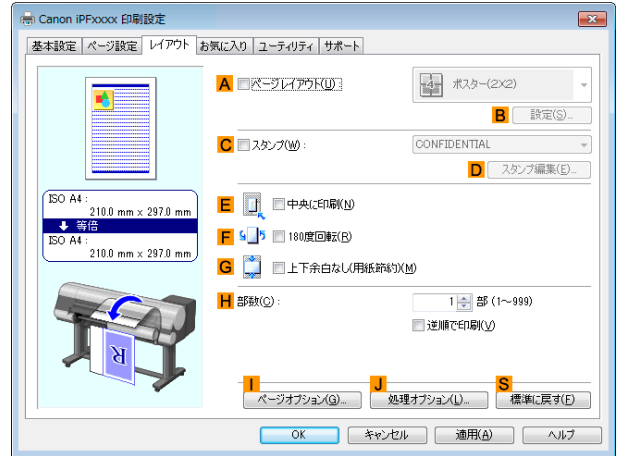 Canon iPFxxxx 印刷設定
基本設定 ページ設定 レイアウト お気に入り ユーティリティ サポート
A ページレイアウト(U) : 4 ポスター(2×2)
B 設定(S)...
C スタンプ(W) : CONFIDENTIAL
D スタンプ編集(E)...
ISO A4 :
210.0 mm × 297.0 mm
等倍
ISO A4 :
210.0 mm × 297.0 mm
E 中央に印刷(N)
F 180度回転(R)
G 上下余白なし(用紙節約)(M)
H 部数(C) : 1 部 (1~999)
逆順で印刷(V)
R
I J S
ページオプション(G)... 処理オプション(L)... 標準に戻す(F)
OK キャンセル 適用(A) ヘルプ